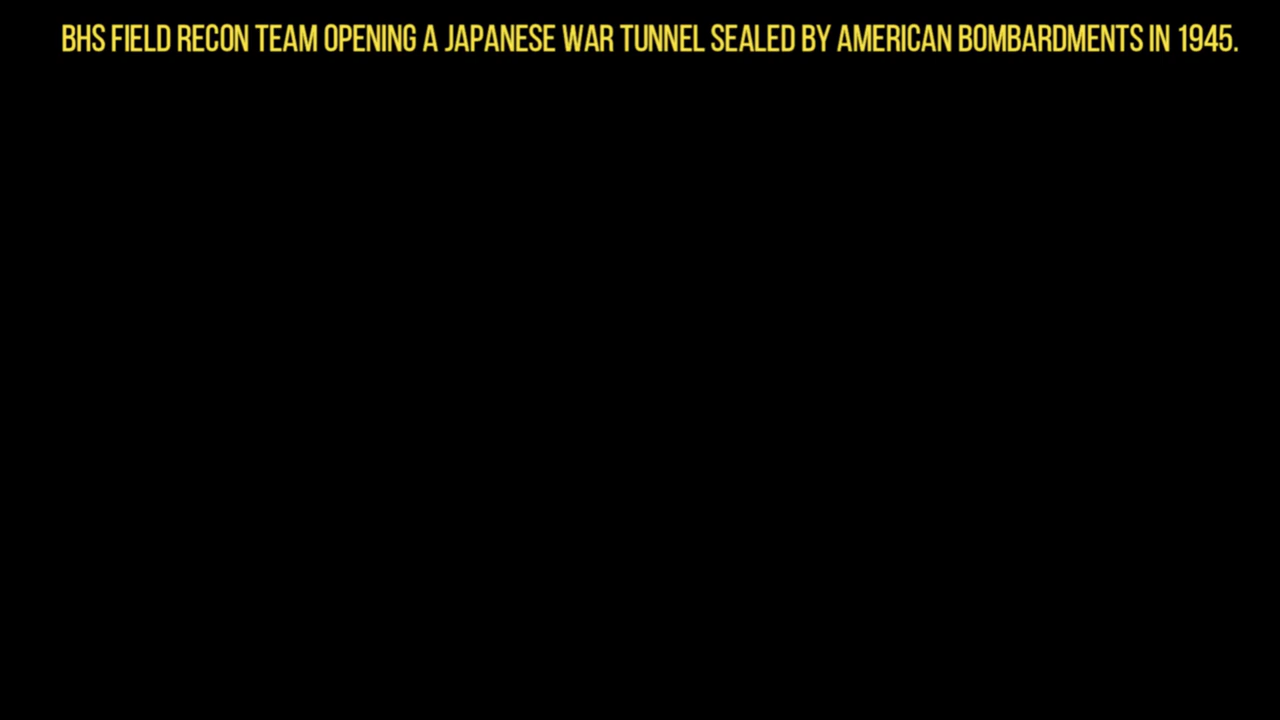 BHS FIELD RECON TEAM OPENING A JAPANESE WAR TUNNEL SEALED BY AMERICAN BOMBARDMENTS IN 1945.